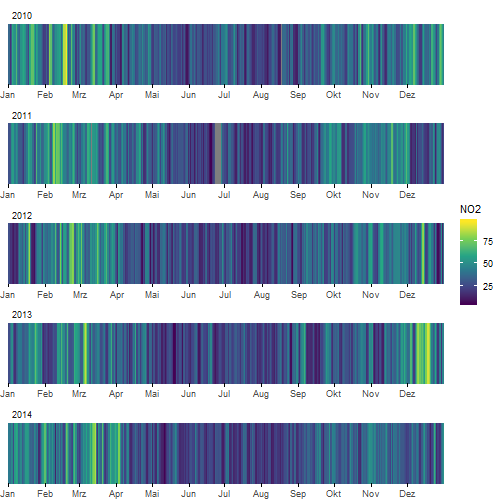 2010
Jan Feb Mrz Apr Mai Jun Jul Aug Sep Okt Nov Dez
2011
Jan Feb Mrz Apr Mai Jun Jul Aug Sep Okt Nov Dez
NO2
75
50
25
2012
Jan Feb Mrz Apr Mai Jun Jul Aug Sep Okt Nov Dez
2013
Jan Feb Mrz Apr Mai Jun Jul Aug Sep Okt Nov Dez
2014
Jan Feb Mrz Apr Mai Jun Jul Aug Sep Okt Nov Dez